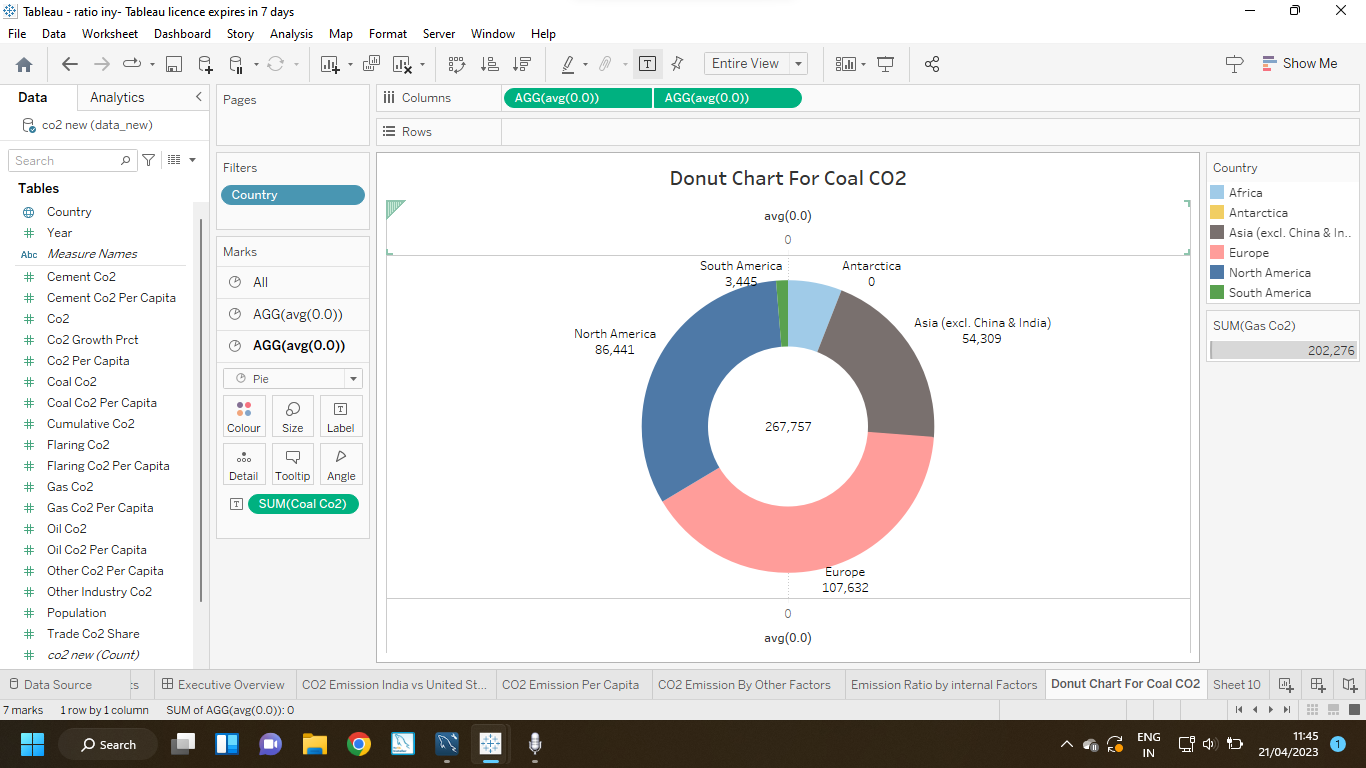 Tableau - ratio iny- Tableau licence expires in 7 days
File Data Worksheet Dashboard Story Analysis Map Format Server Window Help
Entire View
Show Me
Data Analytics
co2 new (data_new)
Search
Tables
Country
Year
Abc Measure Names
Cement Co2
Cement Co2 Per Capita
Co2
Co2 Growth Prct
Co2 Per Capita
Coal Co2
Coal Co2 Per Capita
Cumulative Co2
Flaring Co2
Flaring Co2 Per Capita
Gas Co2
Gas Co2 Per Capita
Oil Co2
Oil Co2 Per Capita
Other Co2 Per Capita
Other Industry Co2
Population
Trade Co2 Share
co2 new (Count)
Pages
Filters
Country
Marks
All
AGG(avg(0.0))
AGG(avg(0.0))
Pie
Colour Size Label
Detail Tooltip Angle
SUM(Coal Co2)
Columns AGG(avg(0.0)) AGG(avg(0.0))
Rows
Donut Chart For Coal CO2
avg(0.0)
0
South America
3,445
Antarctica
0
North America
86,441
Asia (excl. China & India)
54,309
267,757
Europe
107,632
0
avg(0.0)
Country
Africa
Antarctica
Asia (excl. China & In..
Europe
North America
South America
SUM(Gas Co2)
202,276
Data Source ts Executive Overview CO2 Emission India vs United St... CO2 Emission Per Capita CO2 Emission By Other Factors Emission Ratio by internal Factors Donut Chart For Coal CO2 Sheet 10
7 marks 1 row by 1 column SUM of AGG(avg(0.0)): 0
Search
ENG
IN
11:45
21/04/2023
1